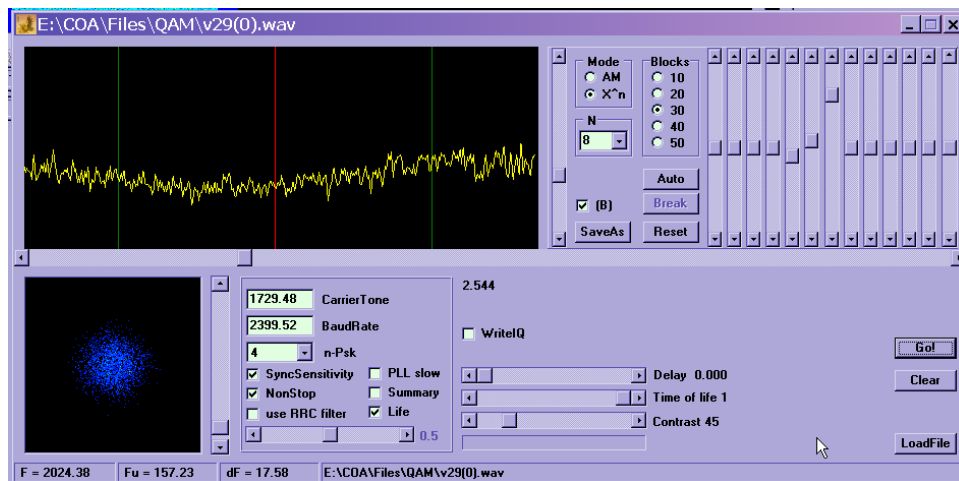 E:\COA\Files\QAM\v29(0).wav
Mode
AM
X^n
N
8
(B)
SaveAs
Blocks
10
20
30
40
50
Auto
Break
Reset
1729.48 CarrierTone
2399.52 BaudRate
4 n-Psk
SyncSensitivity PLL slow
NonStop Summary
use RRC filter Life
0.5
2.544
WriteIQ
Delay 0.000
Time of life 1
Contrast 45
Go!
Clear
LoadFile
F = 2024.38 Fu = 157.23 dF = 17.58 E:\COA\Files\QAM\v29(0).wav